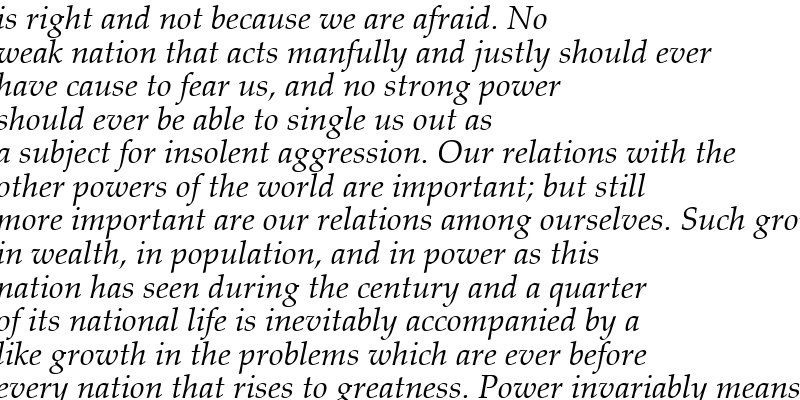 is right and not because we are afraid. No
weak nation that acts manfully and justly should ever
have cause to fear us, and no strong power
should ever be able to single us out as
a subject for insolent aggression. Our relations with the
other powers of the world are important; but still
more important are our relations among ourselves. Such gro
in wealth, in population, and in power as this
nation has seen during the century and a quarter
of its national life is inevitably accompanied by a
like growth in the problems which are ever before
every nation that rises to greatness. Power invariably means